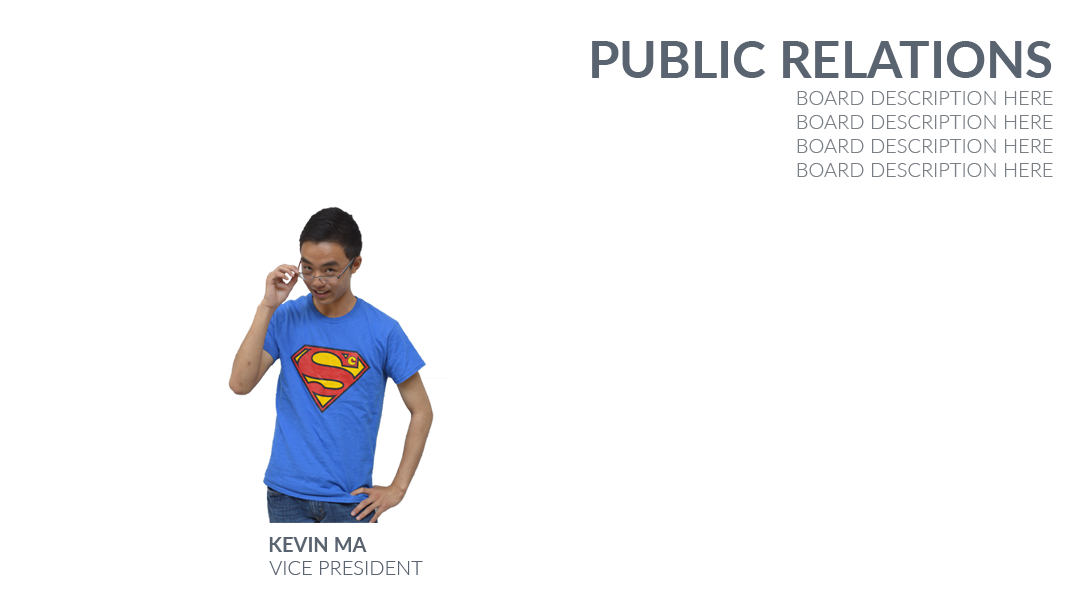 PUBLIC RELATIONS
BOARD DESCRIPTION HERE
BOARD DESCRIPTION HERE
BOARD DESCRIPTION HERE
BOARD DESCRIPTION HERE
S
KEVIN MA
VICE PRESIDENT